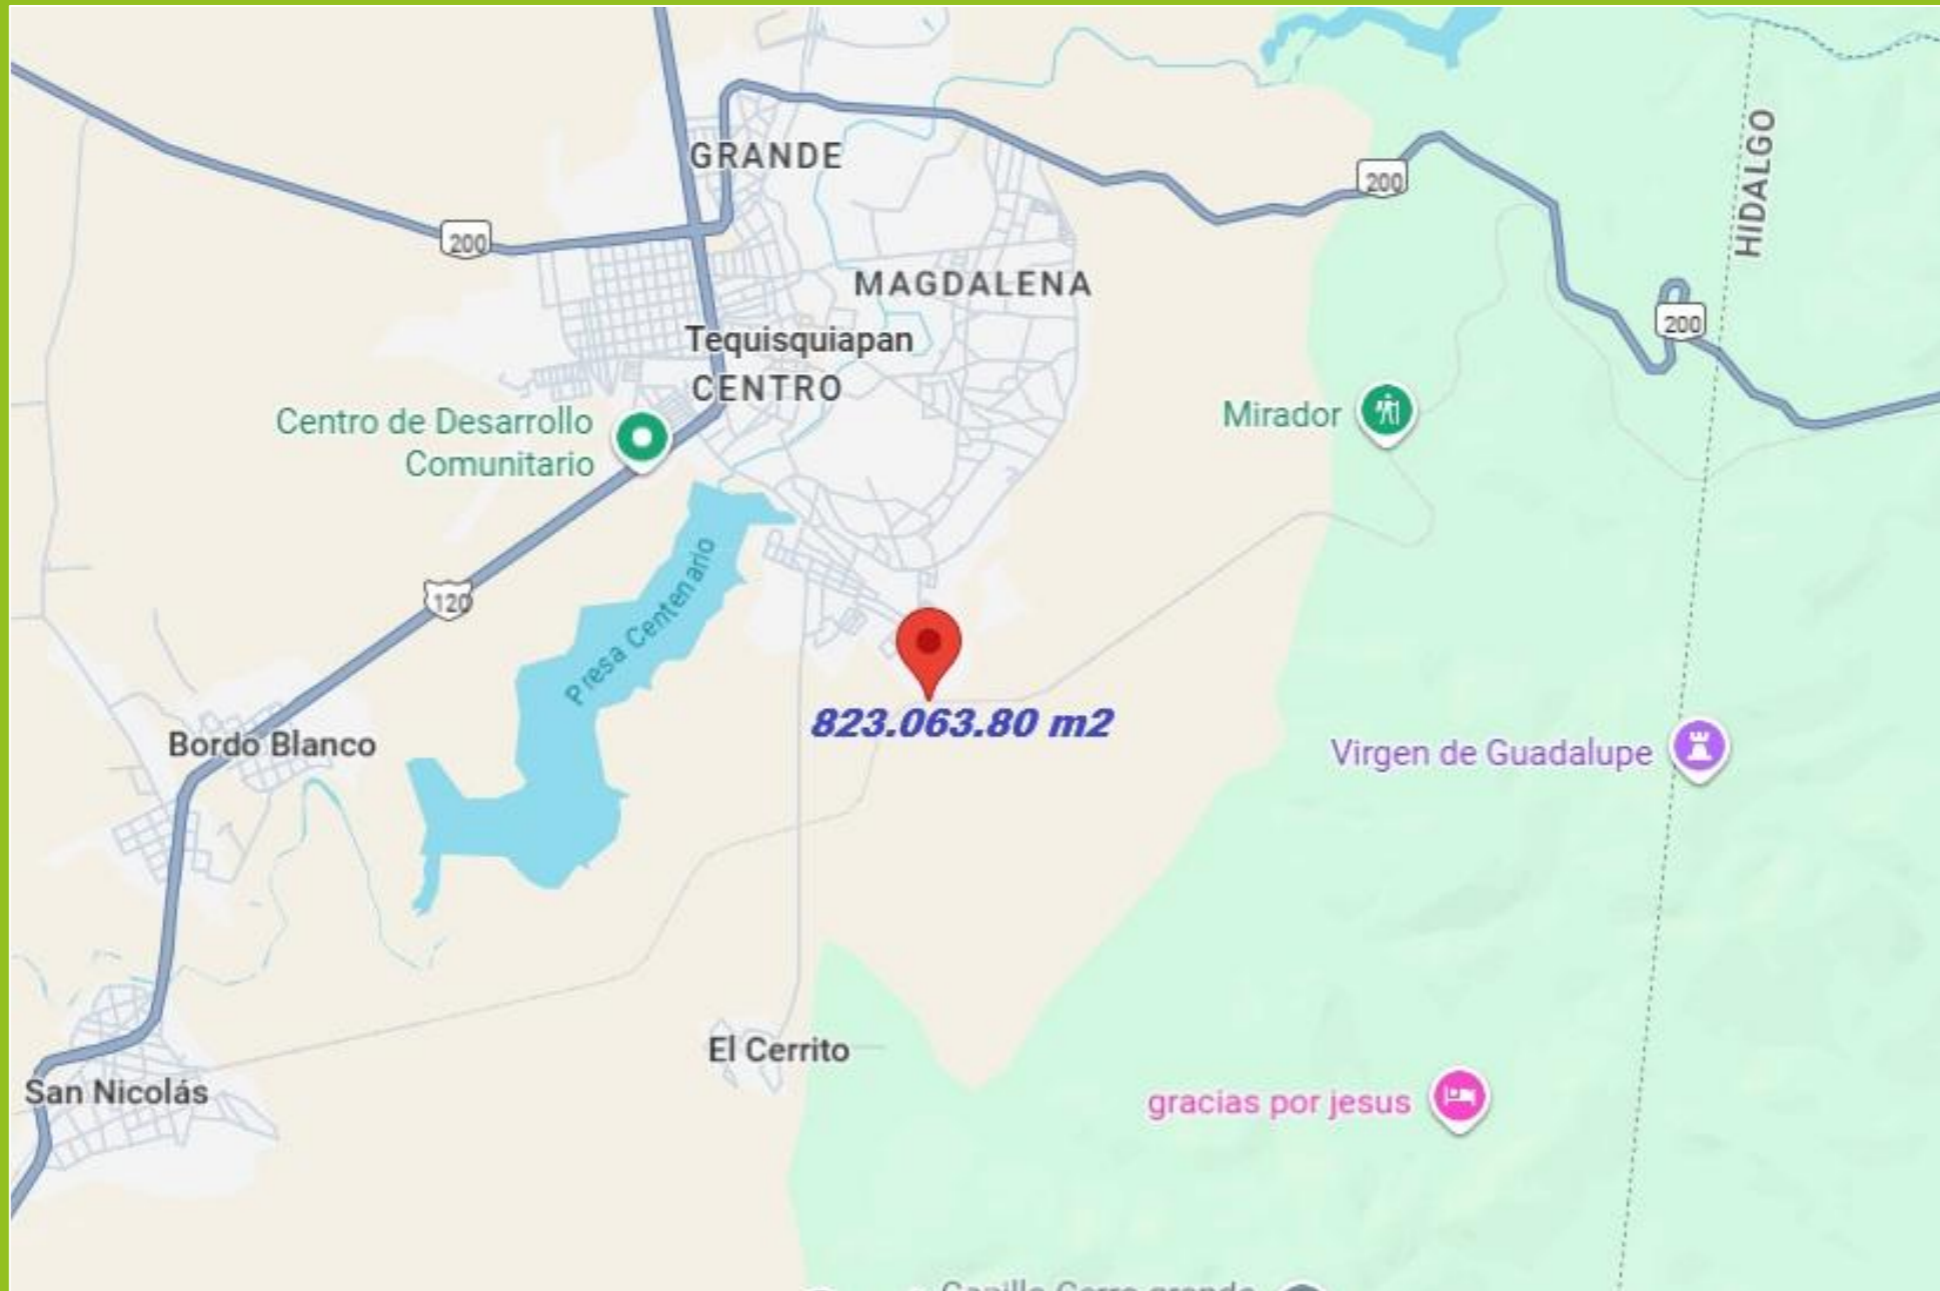 GRANDE
200
HIDALGO
200
MAGDALENA
200
Tequisquiapan
CENTRO
Centro de Desarrollo
Comunitario
Mirador
Presa Centenario
120
823.063.80 m2
Bordo Blanco
Virgen de Guadalupe
El Cerrito
San Nicolás
gracias por jesus